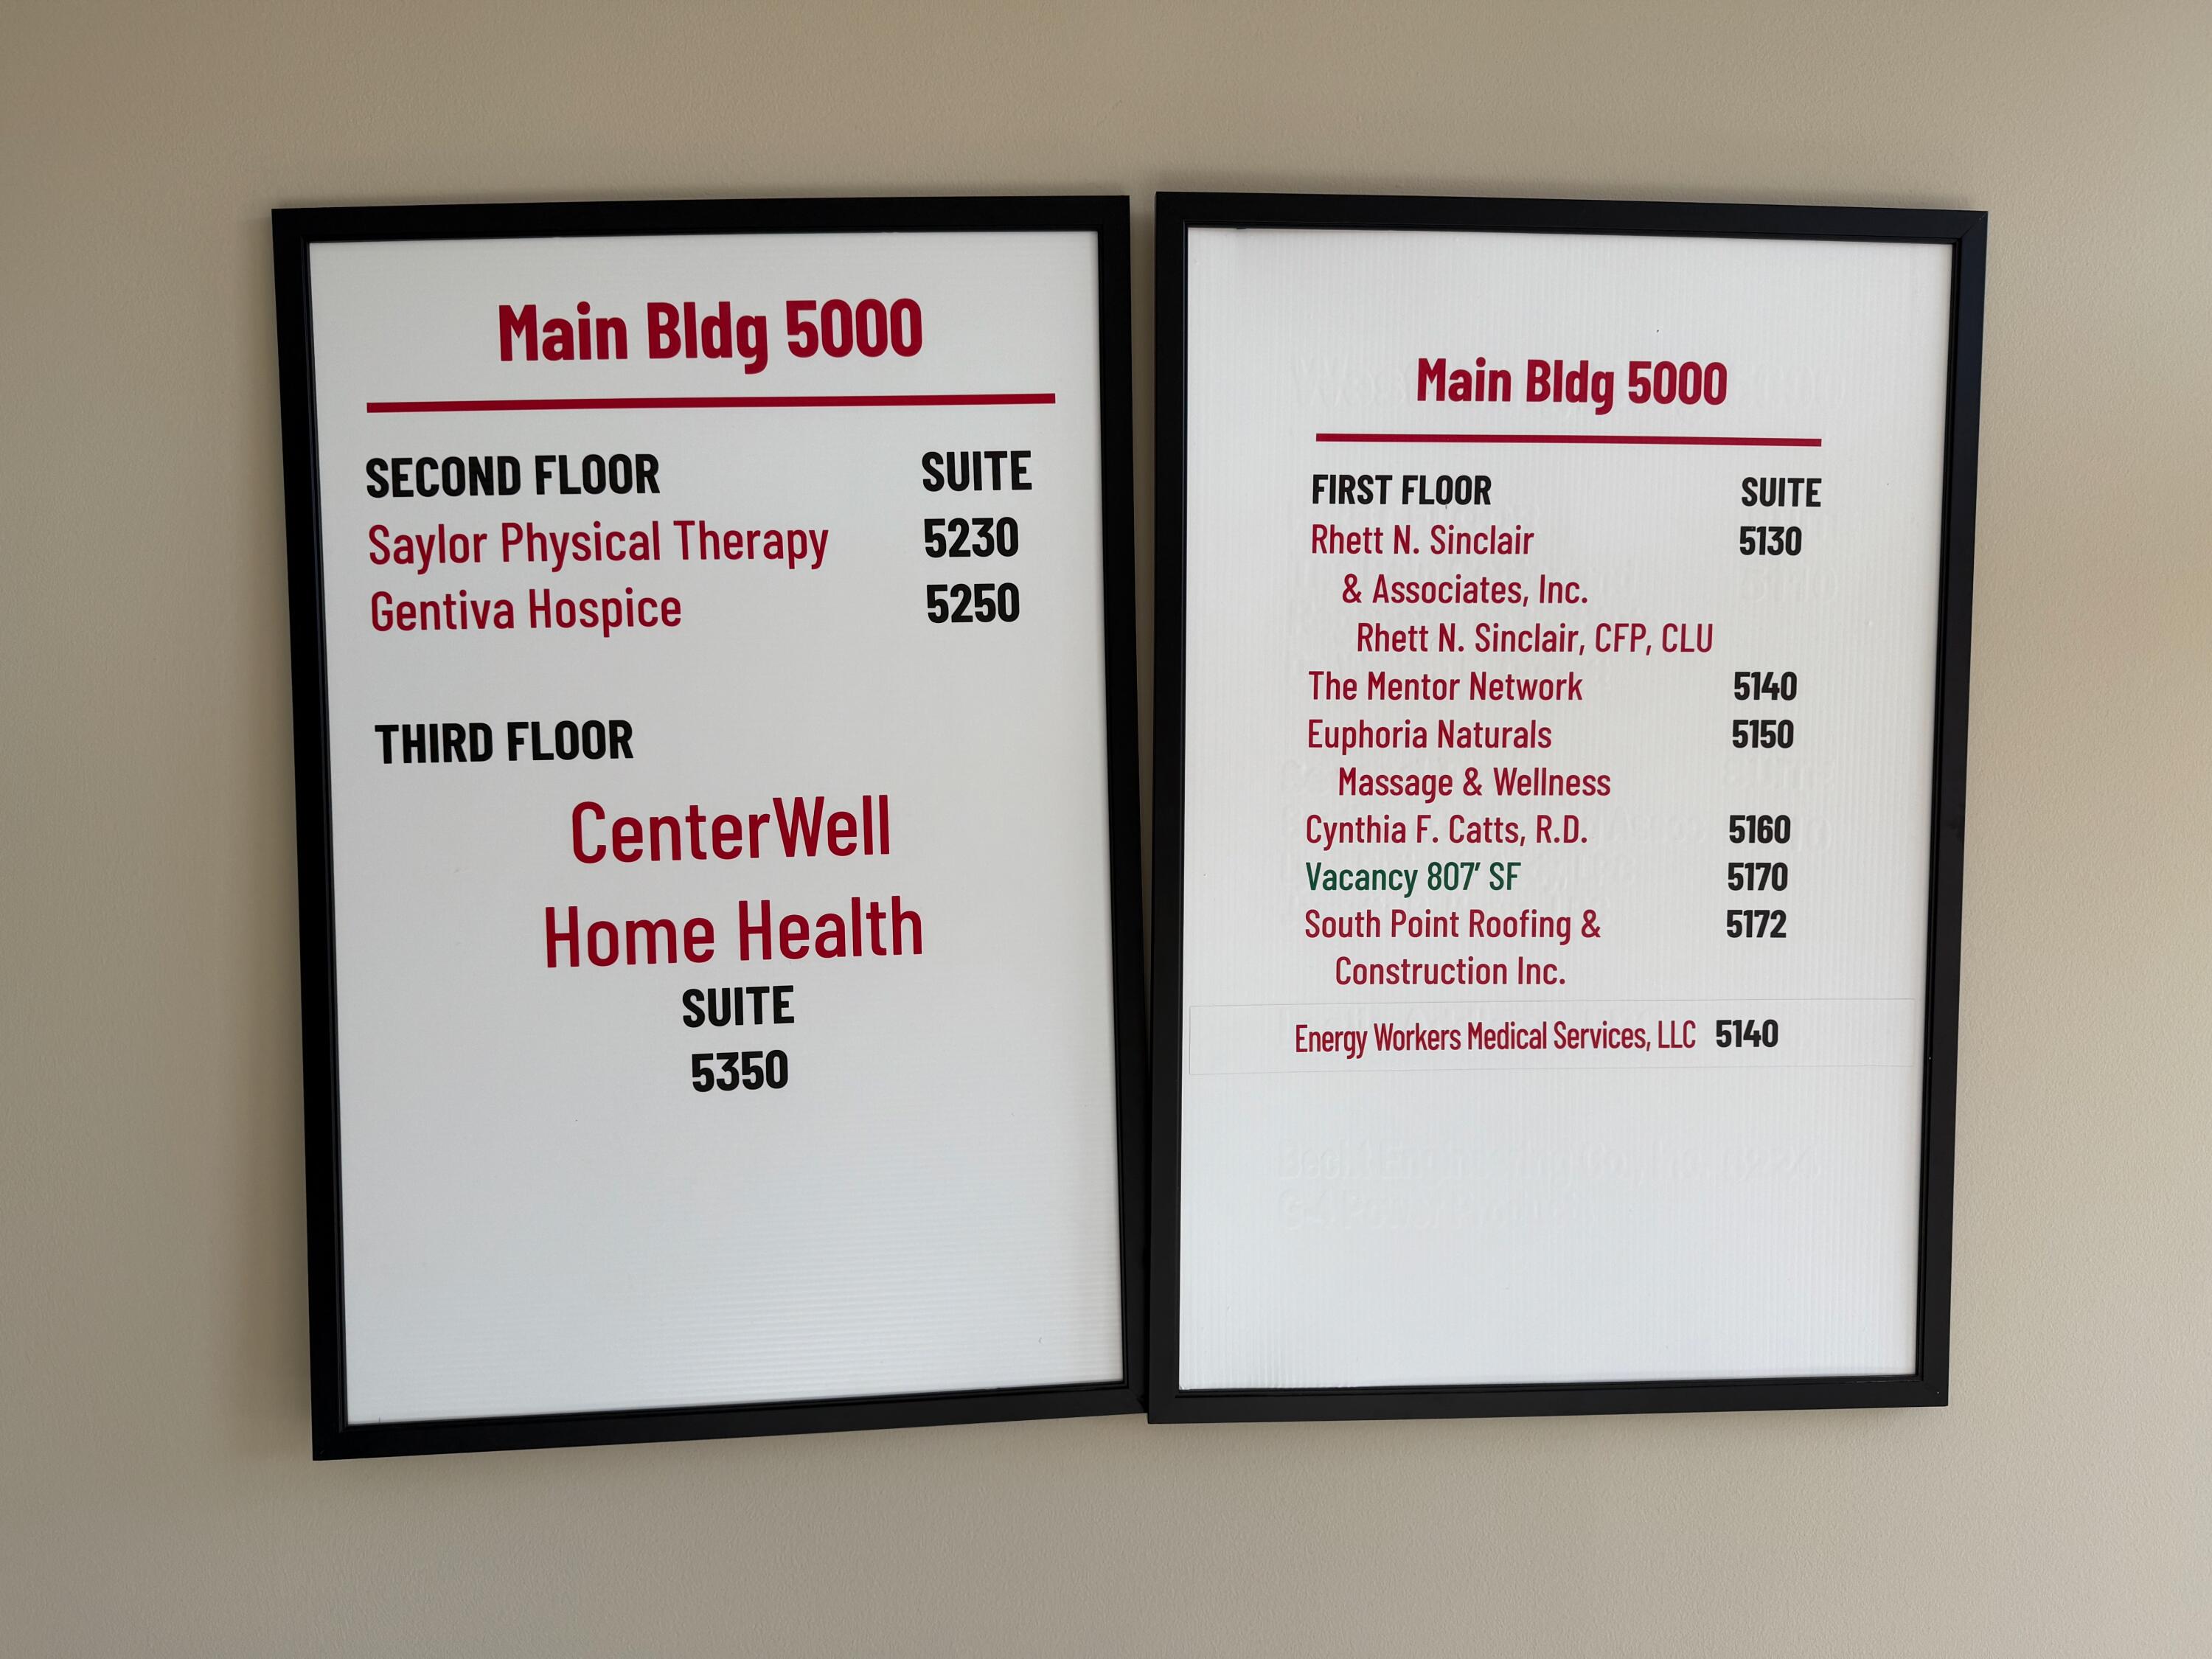 Main Bldg 5000
SECOND FLOOR SUITE
Saylor Physical Therapy 5230
Gentiva Hospice 5250
THIRD FLOOR
CenterWell
Home Health
SUITE
5350
Main Bldg 5000
FIRST FLOOR SUITE
Rhett N. Sinclair 5130
& Associates, Inc.
Rhett N. Sinclair, CFP, CLU
The Mentor Network 5140
Euphoria Naturals 5150
Massage & Wellness
Cynthia F. Catts, R.D. 5160
Vacancy 807' SF 5170
South Point Roofing & 5172
Construction Inc.
Energy Workers Medical Services, LLC 5140